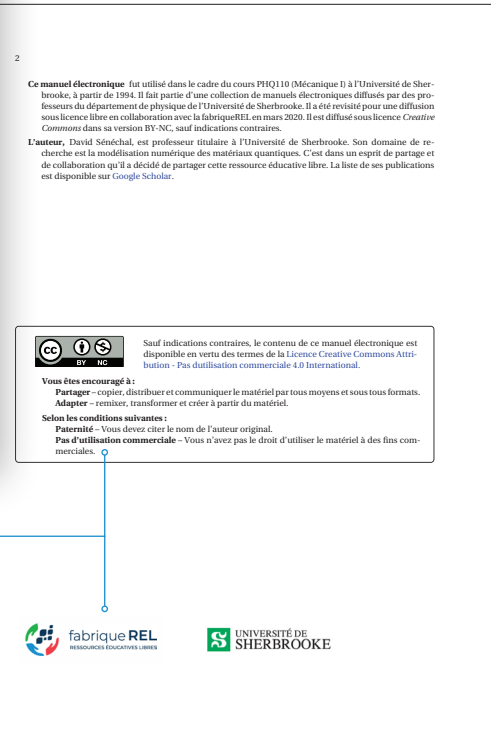 2
Ce manuel électronique fut utilisé dans le cadre du cours PHQ110 (Mécanique I) à l'Université de Sher-
brooke, à partir de 1994. Il fait partie d'une collection de manuels électroniques diffusés par des pro-
fesseurs du département de physique de l'Université de Sherbrooke. Il a été revisité pour une diffusion
sous licence libre en collaboration avec la fabriqueREL en mars 2020. Il est diffusé sous licence Creative
Commons dans sa version BY-NC, sauf indications contraires.
L'auteur, David Sénéchal, est professeur titulaire à l'Université de Sherbrooke. Son domaine de re-
cherche est la modélisation numérique des matériaux quantiques. C'est dans un esprit de partage et
de collaboration qu'il a décidé de partager cette ressource éducative libre. La liste de ses publications
est disponible sur Google Scholar.
cc BY NC
Sauf indications contraires, le contenu de ce manuel électronique est
disponible en vertu des termes de la Licence Creative Commons Attri-
bution - Pas dutilisation commerciale 4.0 International.
Vous êtes encouragé à :
Partager – copier, distribuer et communiquer le matériel par tous moyens et sous tous formats.
Adapter – remixer, transformer et créer à partir du matériel.
Selon les conditions suivantes :
Paternité – Vous devez citer le nom de l'auteur original.
Pas d'utilisation commerciale – Vous n'avez pas le droit d'utiliser le matériel à des fins com-
merciales.
fabrique REL
RESSOURCES ÉDUCATIVES LIBRES
UNIVERSITÉ DE
SHERBROOKE